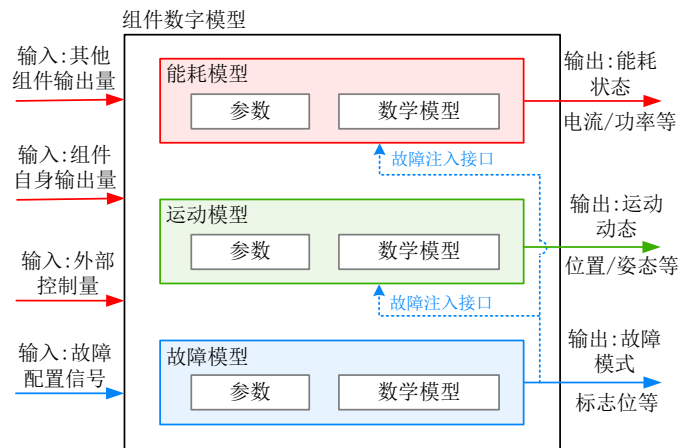 组件数字模型
输入:其他
组件输出量
输入:组件
自身输出量
输入:外部
控制量
输入:故障
配置信号
能耗模型
参数
数学模型
故障注入接口
运动模型
参数
数学模型
故障注入接口
故障模型
参数
数学模型
输出:能耗
状态
电流/功率等
输出:运动
动态
位置/姿态等
输出:故障
模式
标志位等